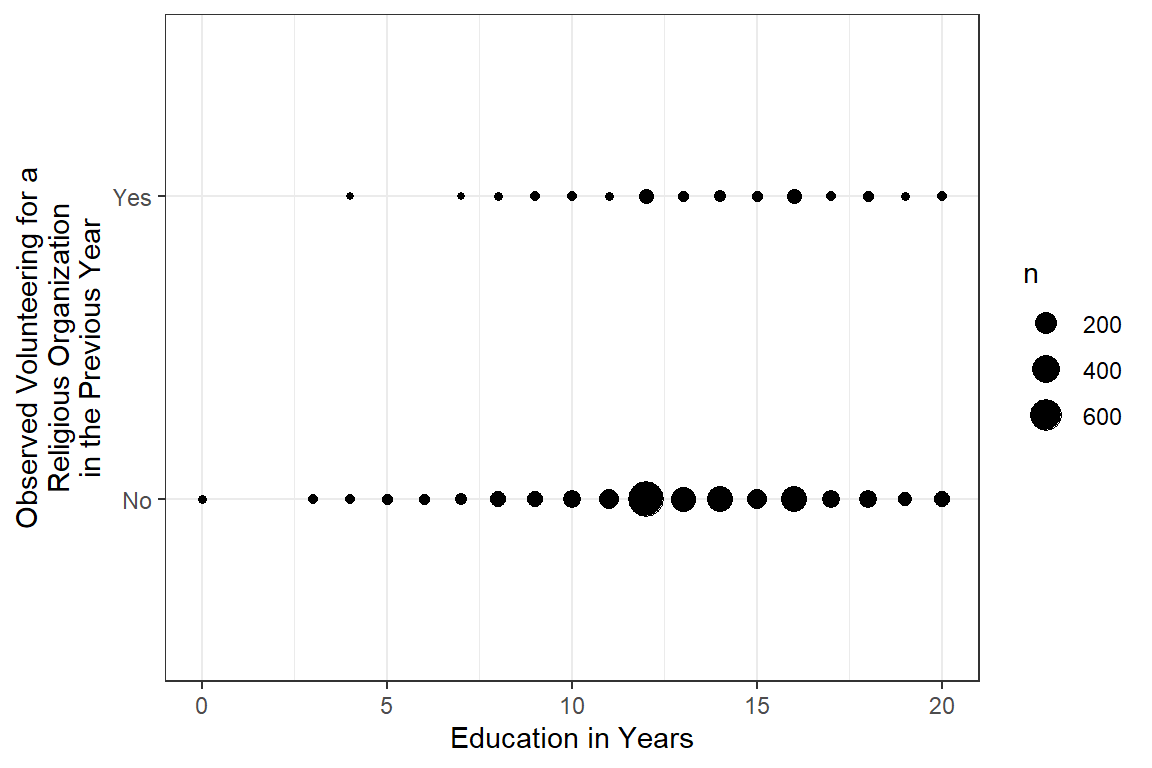 Observed Volunteering for a
Religious Organization
in the Previous Year
Yes
No
0
5
10
15
20
Education in Years
n
200
400
600